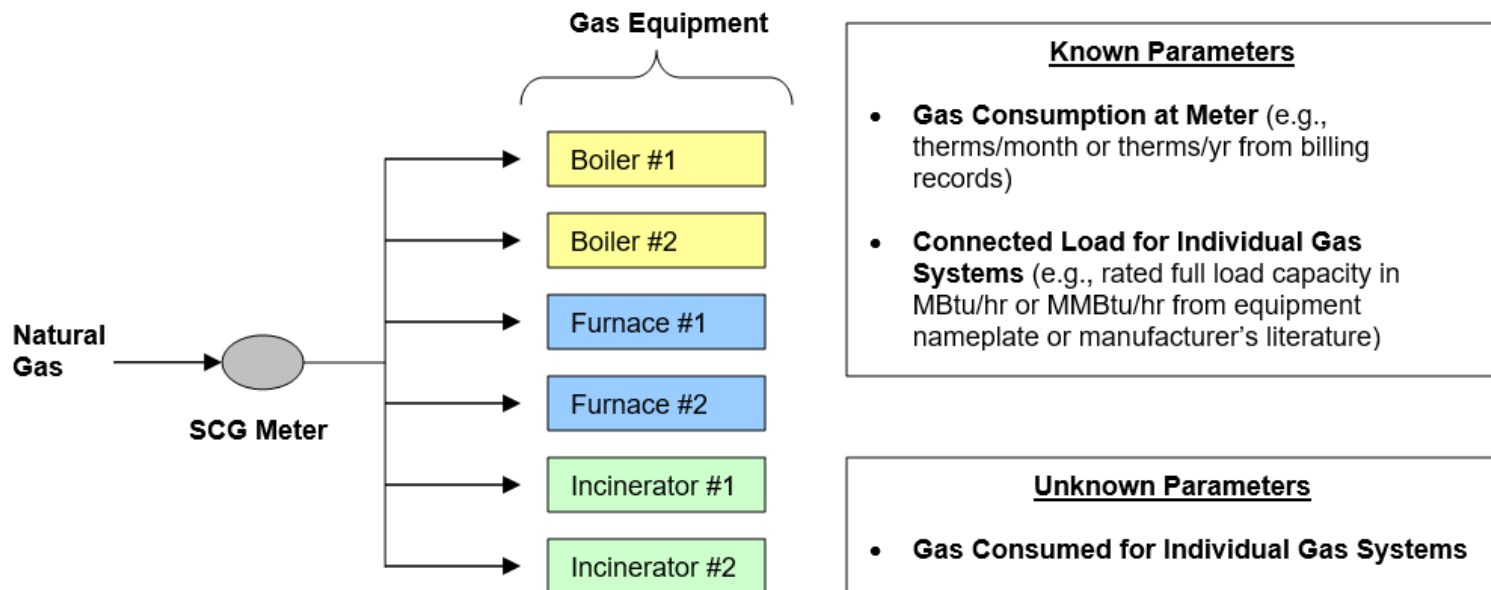 Gas Equipment
Boiler #1
Boiler #2
Furnace #1
Furnace #2
Incinerator #1
Incinerator #2
Natural
Gas
SCG Meter
Known Parameters
• Gas Consumption at Meter (e.g.,
therms/month or therms/yr from billing
records)
• Connected Load for Individual Gas
Systems (e.g., rated full load capacity in
MBtu/hr or MMBtu/hr from equipment
nameplate or manufacturer’s literature)
Unknown Parameters
• Gas Consumed for Individual Gas Systems